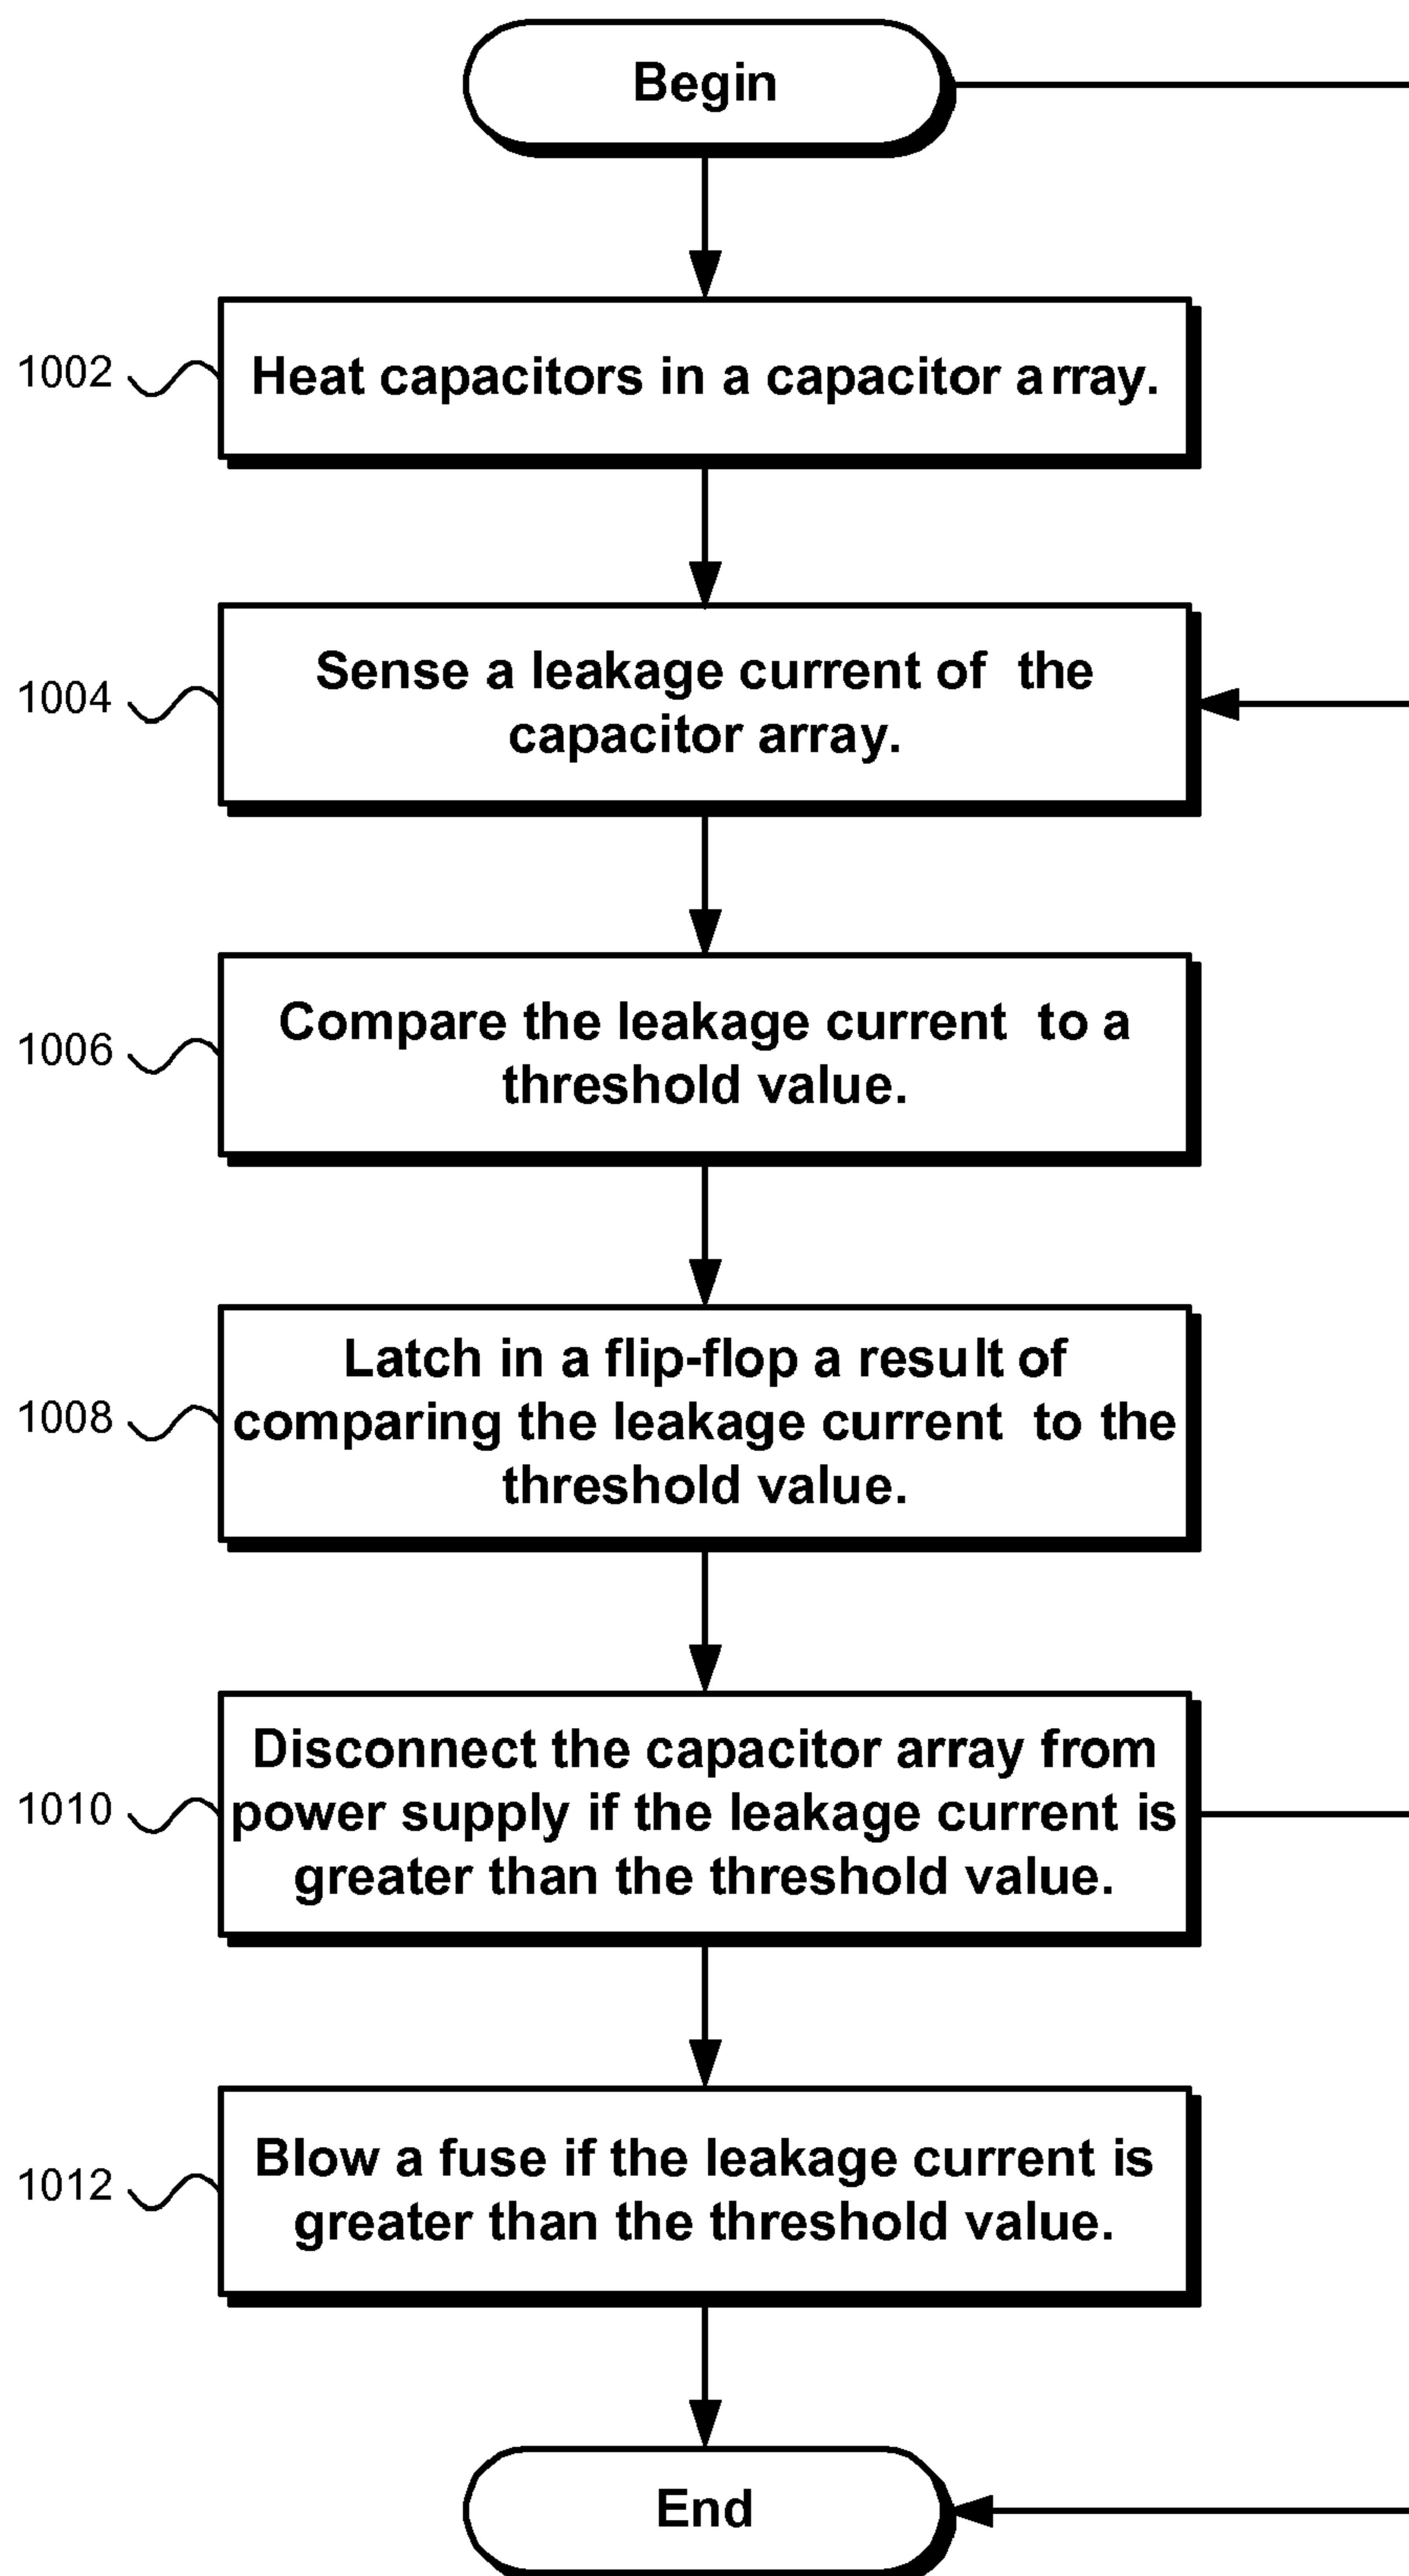 Begin
1002
Heat capacitors in a capacitor array.
1004
Sense a leakage current of the
capacitor array.
1006
Compare the leakage current to a
threshold value.
1008
Latch in a flip-flop a result of
comparing the leakage current to the
threshold value.
1010
Disconnect the capacitor array from
power supply if the leakage current is
greater than the threshold value.
1012
Blow a fuse if the leakage current is
greater than the threshold value.
End